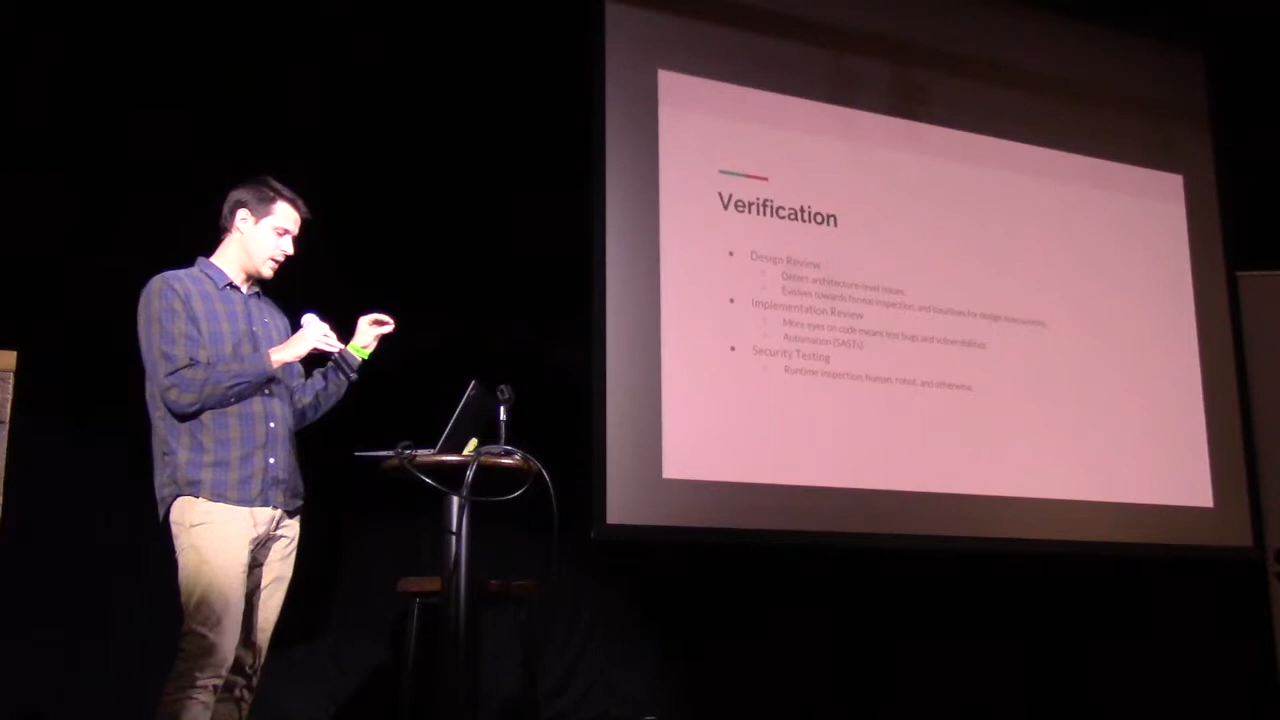 Verification
Design Review
Detect architecture-level issues.
Evolves towards formal inspection, and baselines for design assessments.
Implementation Review
More eyes on code means less bugs and vulnerabilities.
Automation (SASTs)
Security Testing
Runtime inspection; human, robot, and otherwise.